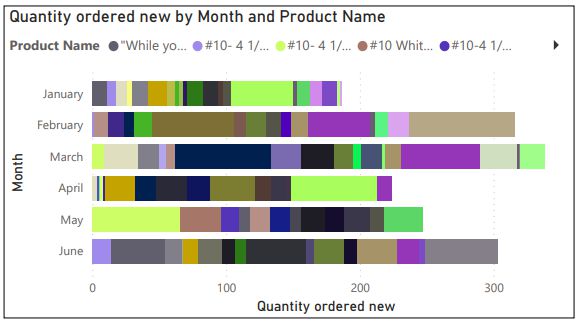 Quantity ordered new by Month and Product Name
Product Name "While yo... #10- 4 1/... #10- 4 1/... #10 Whit... #10-4 1/...
January
February
March
April
May
June
Month
0 100 200 300
Quantity ordered new